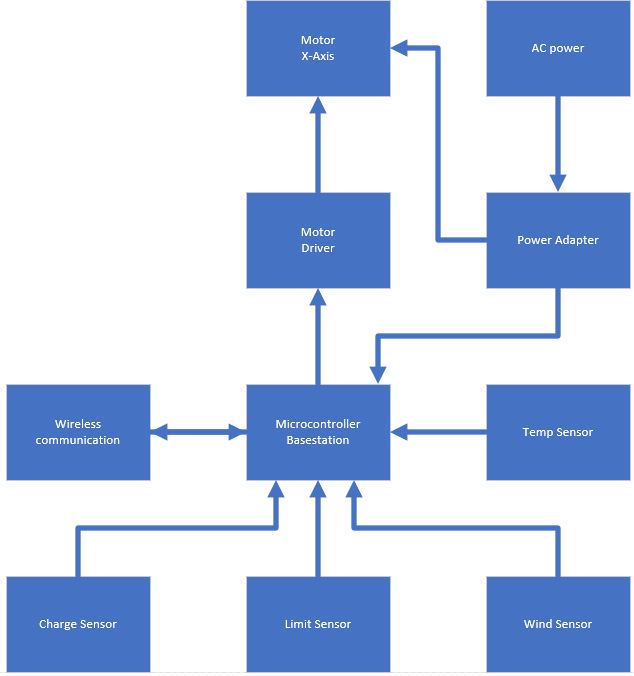 Motor
X-Axis
AC power
Motor
Driver
Power Adapter
Wireless
communication
Microcontroller
Basestation
Temp Sensor
Charge Sensor
Limit Sensor
Wind Sensor